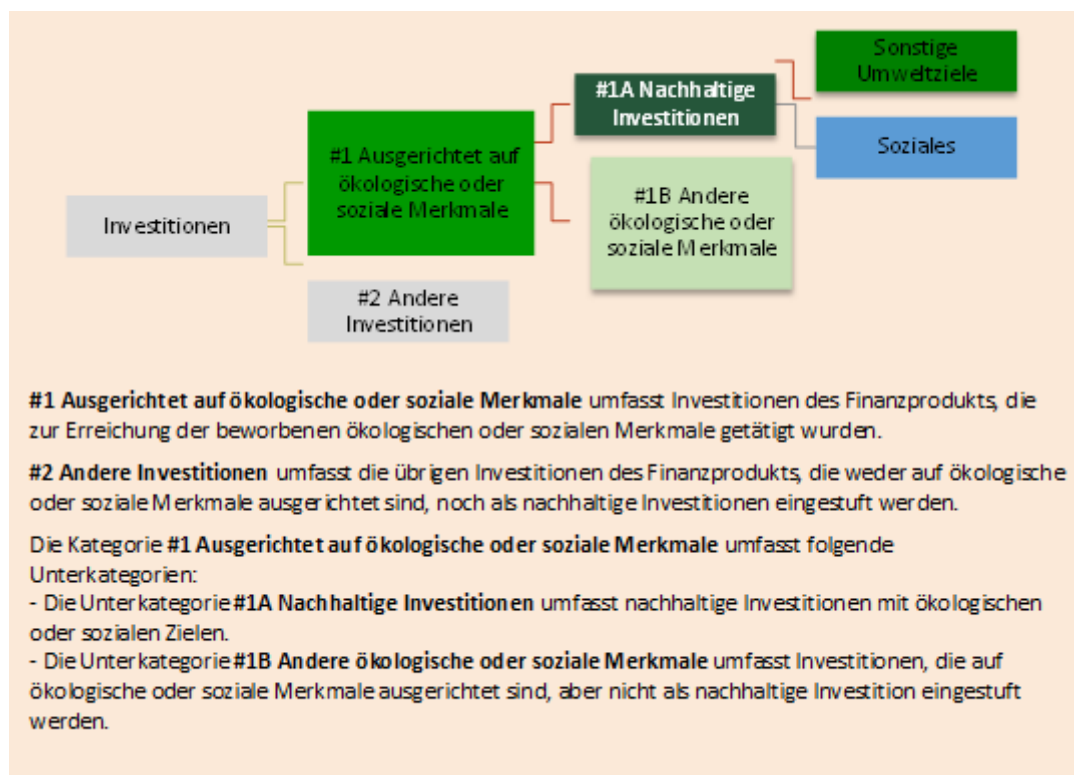 Sonstige
Umweltziele
#1A Nachhaltige
Investitionen
#1 Ausgerichtet auf
ökologische oder
soziale Merkmale
Soziales
#1B Andere
ökologische oder
soziale Merkmale
Investitionen
#2 Andere
Investitionen
#1 Ausgerichtet auf ökologische oder soziale Merkmale umfasst Investitionen des Finanzprodukts, die
zur Erreichung der beworbenen ökologischen oder sozialen Merkmale getätigt wurden.
#2 Andere Investitionen umfasst die übrigen Investitionen des Finanzprodukts, die weder auf ökologische
oder soziale Merkmale ausgerichtet sind, noch als nachhaltige Investitionen eingestuft werden.
Die Kategorie #1 Ausgerichtet auf ökologische oder soziale Merkmale umfasst folgende
Unterkategorien:
- Die Unterkategorie #1A Nachhaltige Investitionen umfasst nachhaltige Investitionen mit ökologischen
oder sozialen Zielen.
- Die Unterkategorie #1B Andere ökologische oder soziale Merkmale umfasst Investitionen, die auf
ökologische oder soziale Merkmale ausgerichtet sind, aber nicht als nachhaltige Investition eingestuft
werden.